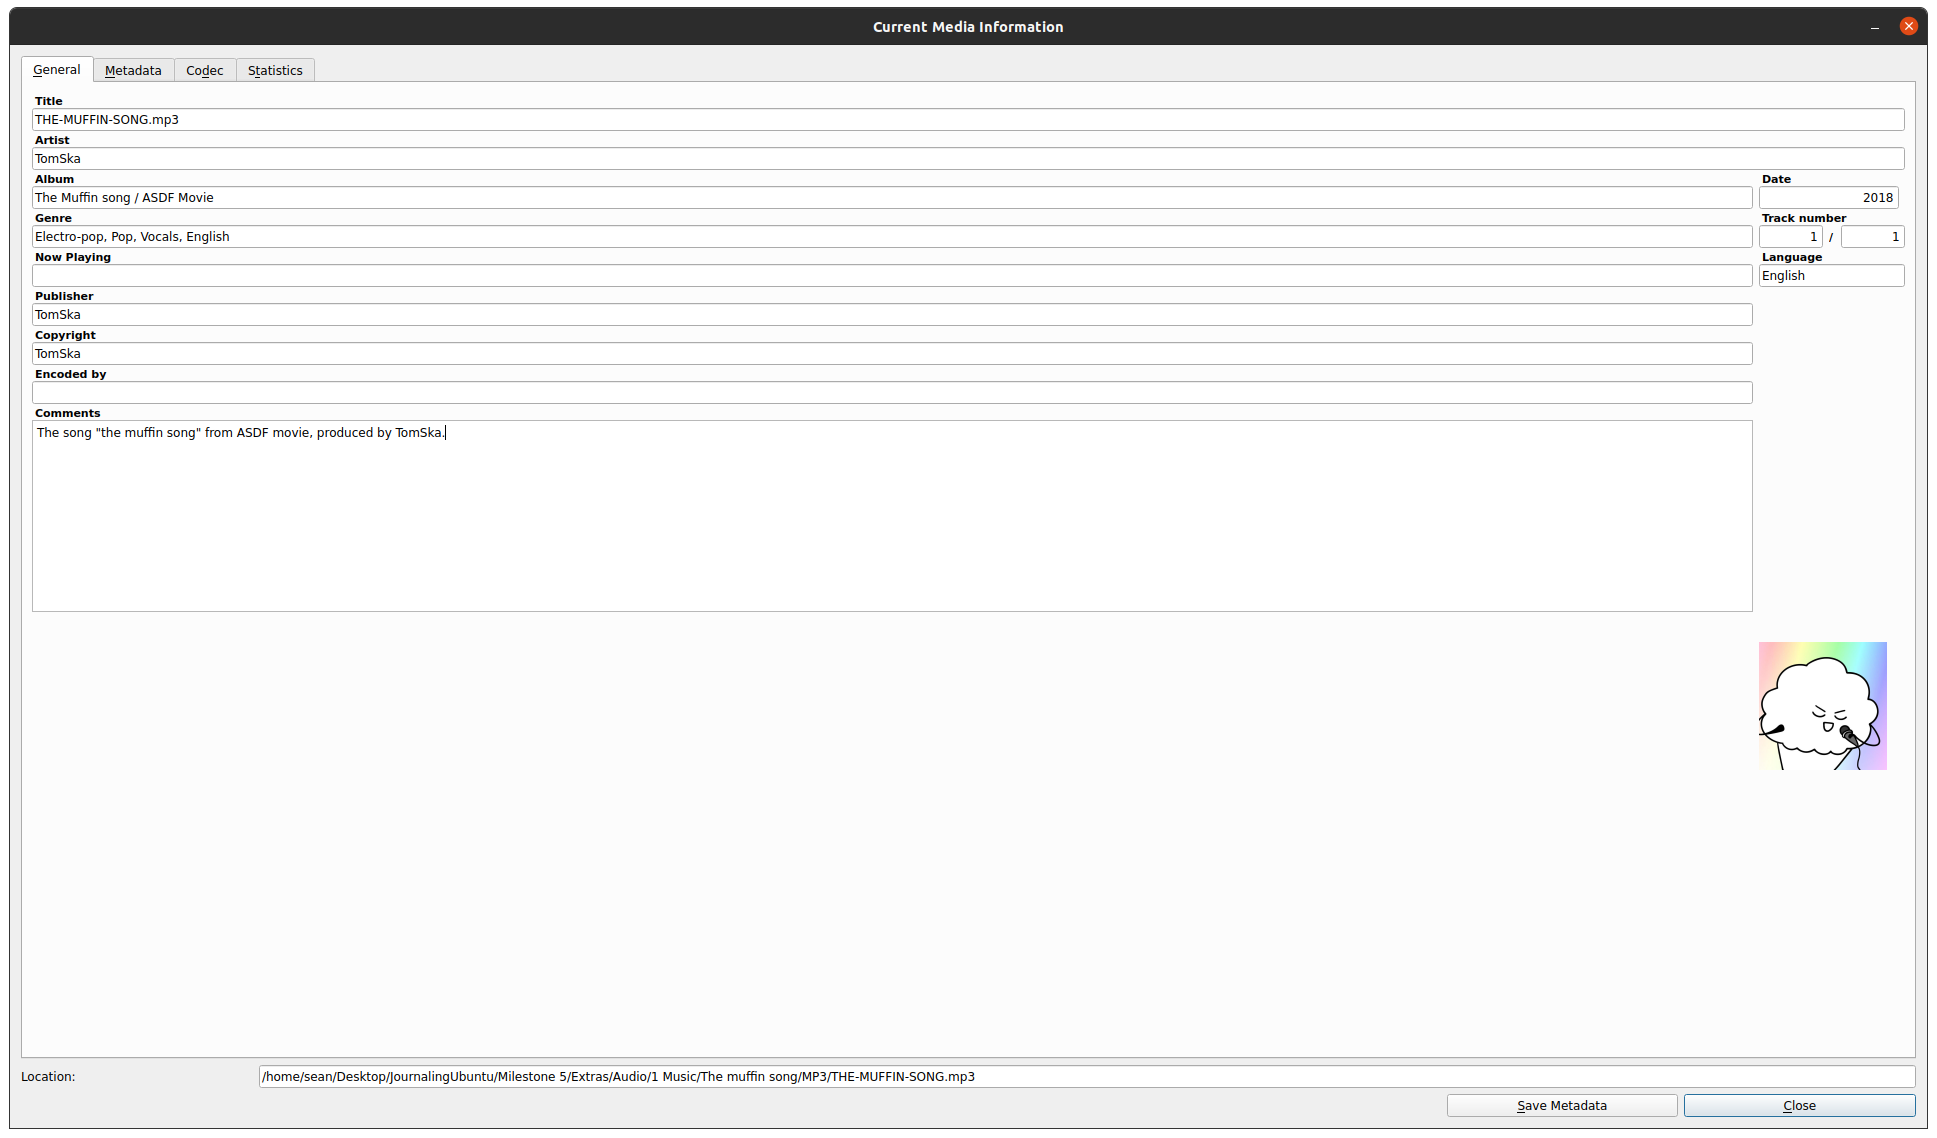 Current Media Information
General Metadata Codec Statistics
Title
THE-MUFFIN-SONG.mp3
Artist
TomSka
Album Date
The Muffin song / ASDF Movie 2018
Genre Track number
Electro-pop, Pop, Vocals, English 1 / 1
Now Playing Language
English
Publisher
TomSka
Copyright
TomSka
Encoded by
Comments
The song "the muffin song" from ASDF movie, produced by TomSka.
Location: /home/sean/Desktop/JournalingUbuntu/Milestone 5/Extras/Audio/1 Music/The muffin song/MP3/THE-MUFFIN-SONG.mp3
Save Metadata Close